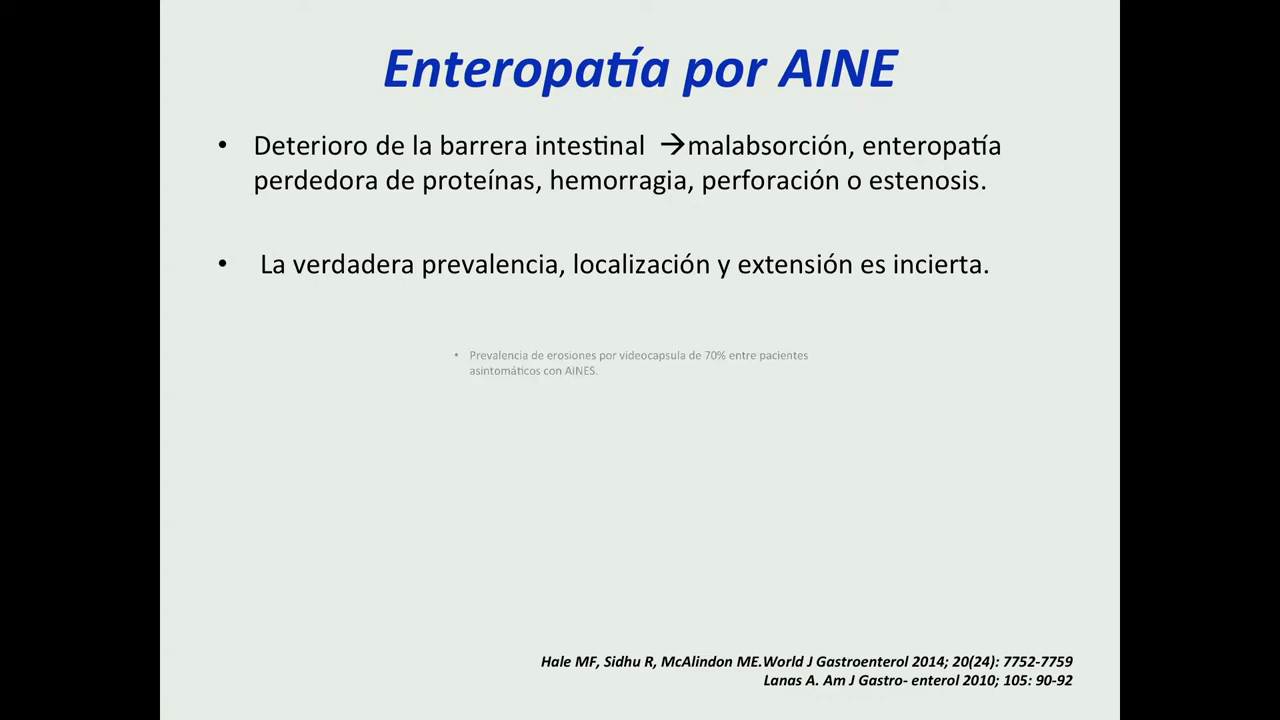 Enteropatía por AINE
• Deterioro de la barrera intestinal →malabsorción, enteropatía
perdedora de proteínas, hemorragia, perforación o estenosis.
• La verdadera prevalencia, localización y extensión es incierta.
• Prevalencia de erosiones por videocapsula de 70% entre pacientes
asintomáticos con AINES.
Hale MF, Sidhu R, McAlindon ME.World J Gastroenterol 2014; 20(24): 7752-7759
Lanas A. Am J Gastro- enterol 2010; 105: 90-92